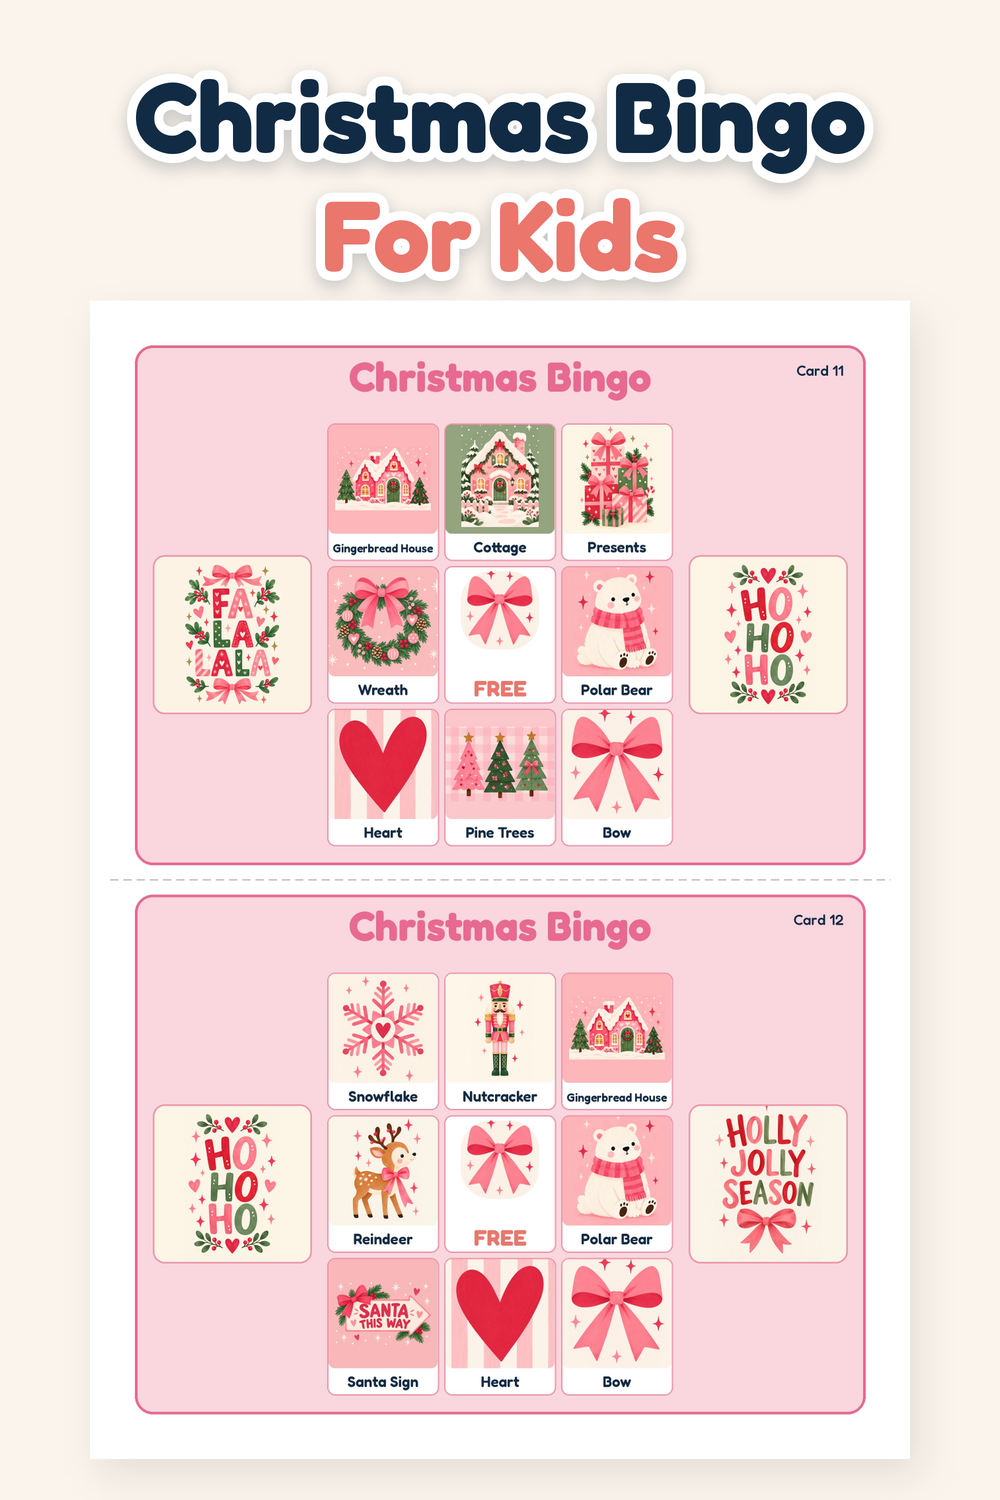 Christmas Bingo
For Kids
Christmas Bingo
Card 11
Gingerbread House
Cottage
Presents
FA
LA
LALA
Wreath
FREE
Polar Bear
HO
HO
HO
Heart
Pine Trees
Bow
Christmas Bingo
Card 12
Snowflake
Nutcracker
Gingerbread House
HO
HO
HO
Reindeer
FREE
Polar Bear
HOLLY
JOLLY
SEASON
SANTA
THIS WAY
Santa Sign
Heart
Bow